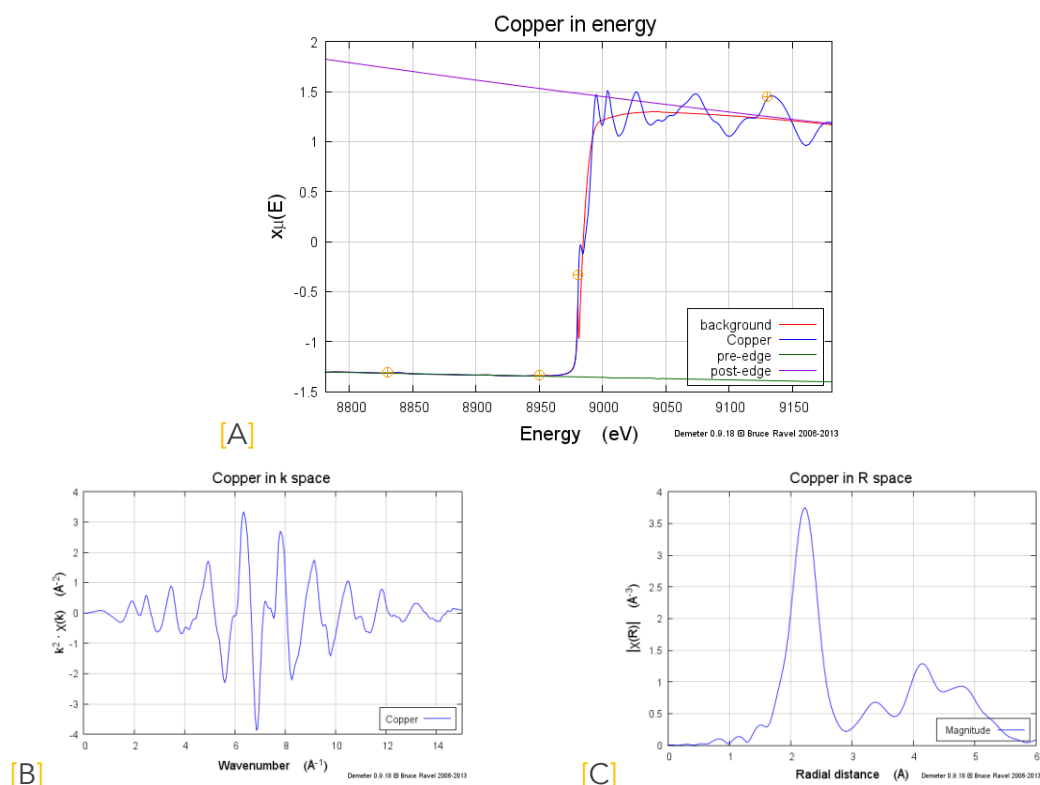 Copper in energy
2
1.5
1
0.5
0
-0.5
-1
-1.5
xμ(E)
background
Copper
pre-edge
post-edge
8800 8850 8900 8950 9000 9050 9100 9150
Energy (eV)
Demeter 0.9.18 © Bruce Ravel 2006-2013
[A]
Copper in k space
4
3
2
1
0
-1
-2
-3
-4
k² · χ(k) (Å⁻²)
Copper
0 2 4 6 8 10 12 14
Wavenumber (Å⁻¹)
Demeter 0.9.18 © Bruce Ravel 2006-2013
[B]
Copper in R space
4
3.5
3
2.5
2
1.5
1
0.5
0
|χ(R)| (Å⁻³)
Magnitude
0 1 2 3 4 5 6
Radial distance (Å)
Demeter 0.9.18 © Bruce Ravel 2006-2013
[C]